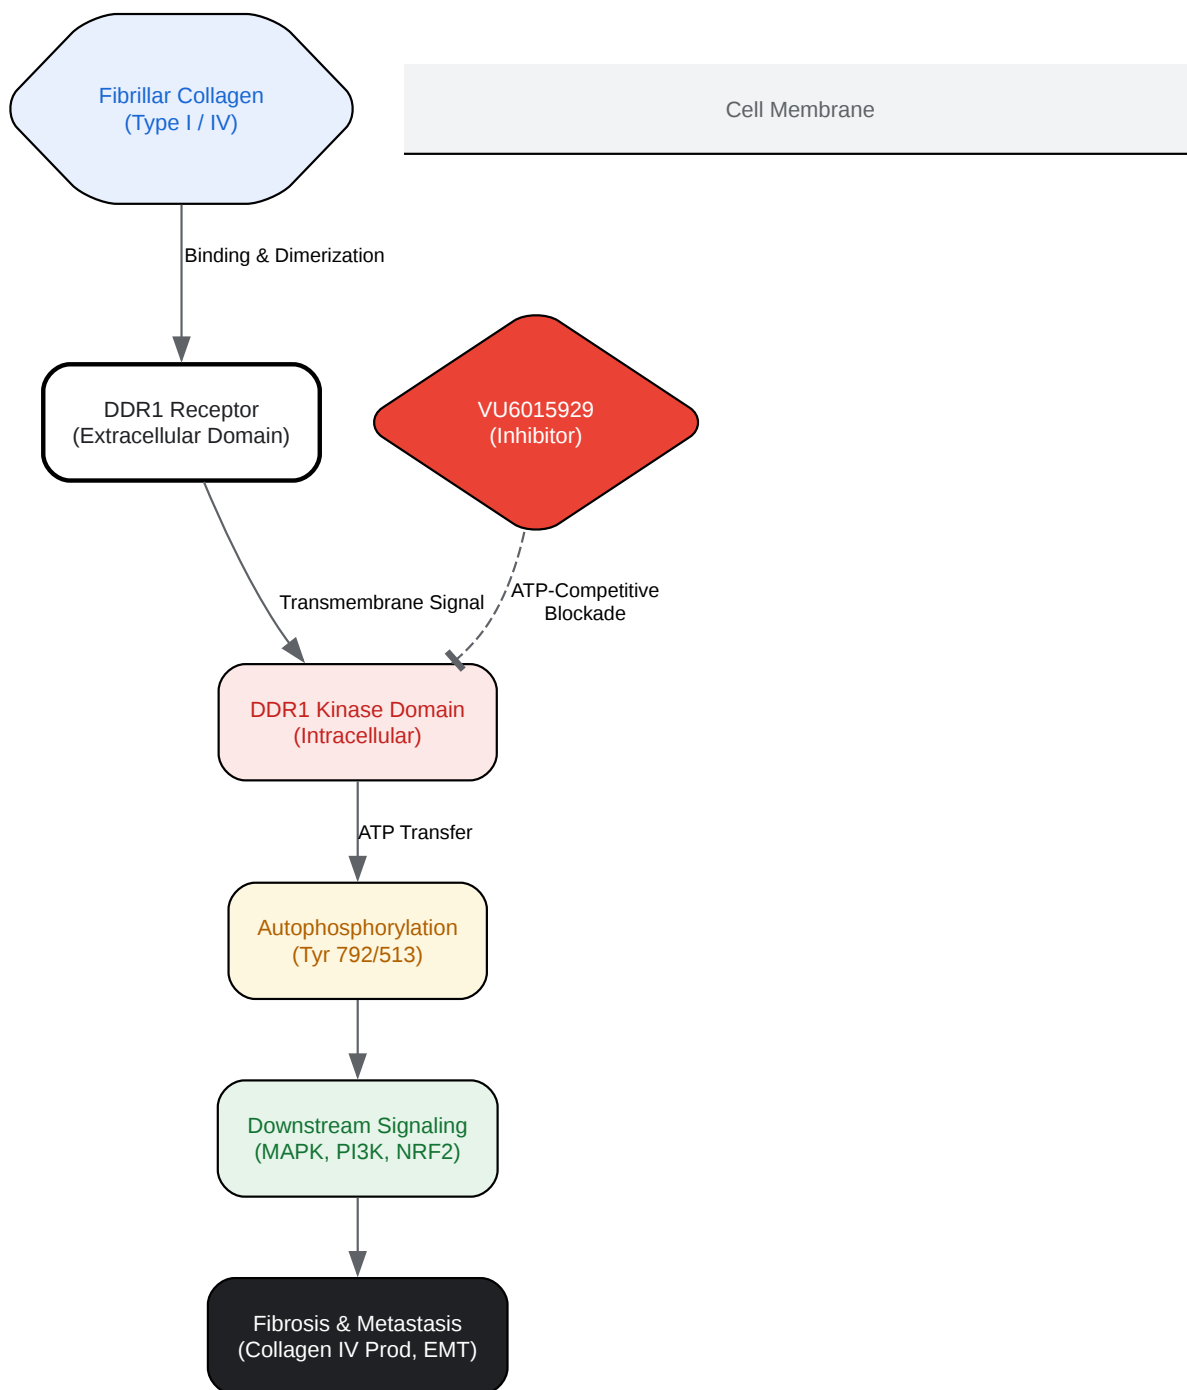 Fibrillar Collagen
(Type I / IV)
Cell Membrane
Binding & Dimerization
DDR1 Receptor
(Extracellular Domain)
VU6015929
(Inhibitor)
Transmembrane Signal
ATP-Competitive
Blockade
DDR1 Kinase Domain
(Intracellular)
ATP Transfer
Autophosphorylation
(Tyr 792/513)
Downstream Signaling
(MAPK, PI3K, NRF2)
Fibrosis & Metastasis
(Collagen IV Prod, EMT)